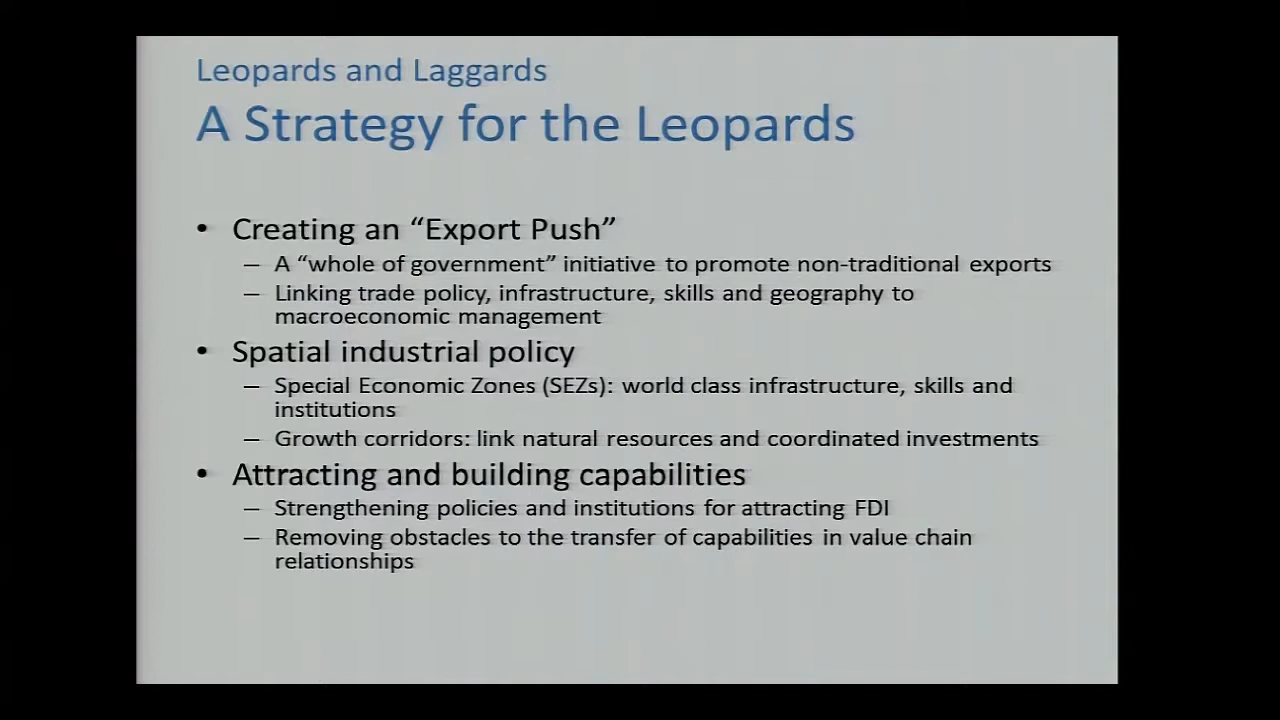 Leopards and Laggards
A Strategy for the Leopards
• Creating an “Export Push”
– A “whole of government” initiative to promote non-traditional exports
– Linking trade policy, infrastructure, skills and geography to
macroeconomic management
• Spatial industrial policy
– Special Economic Zones (SEZs): world class infrastructure, skills and
institutions
– Growth corridors: link natural resources and coordinated investments
• Attracting and building capabilities
– Strengthening policies and institutions for attracting FDI
– Removing obstacles to the transfer of capabilities in value chain
relationships